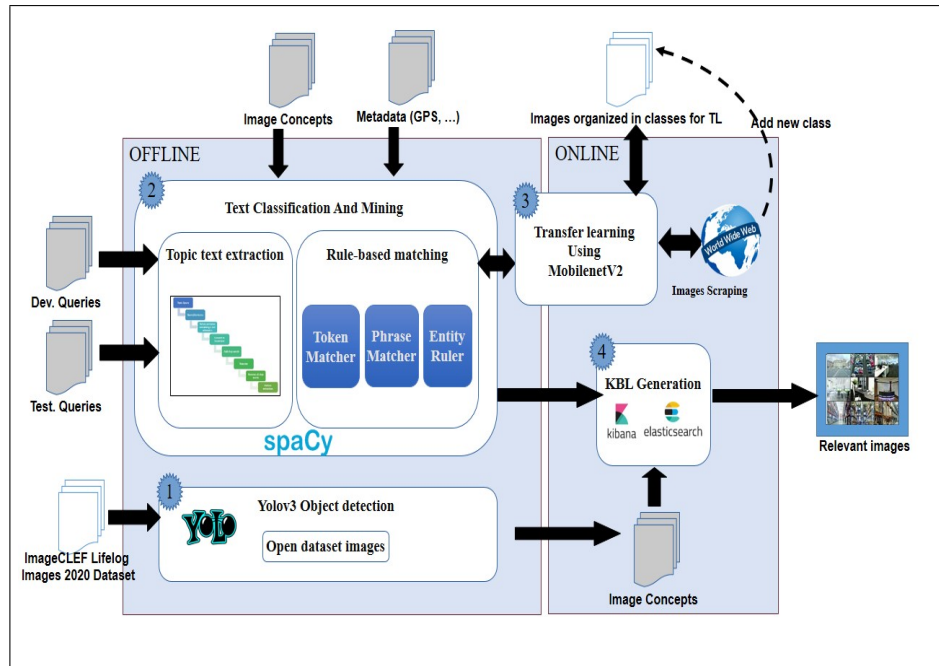 Image Concepts
Metadata (GPS, ...)
Images organized in classes for TL
Add new class
OFFLINE
ONLINE
2
Text Classification And Mining
3
Transfer learning
Using
MobilenetV2
World Wide Web
Images Scraping
Topic text extraction
Rule-based matching
Dev. Queries
Token
Matcher
Phrase
Matcher
Entity
Ruler
Test. Queries
spaCy
4
KBL Generation
kibana
elasticsearch
Relevant images
1
Yolov3 Object detection
YOLO
Open dataset images
ImageCLEF Lifelog
Images 2020 Dataset
Image Concepts